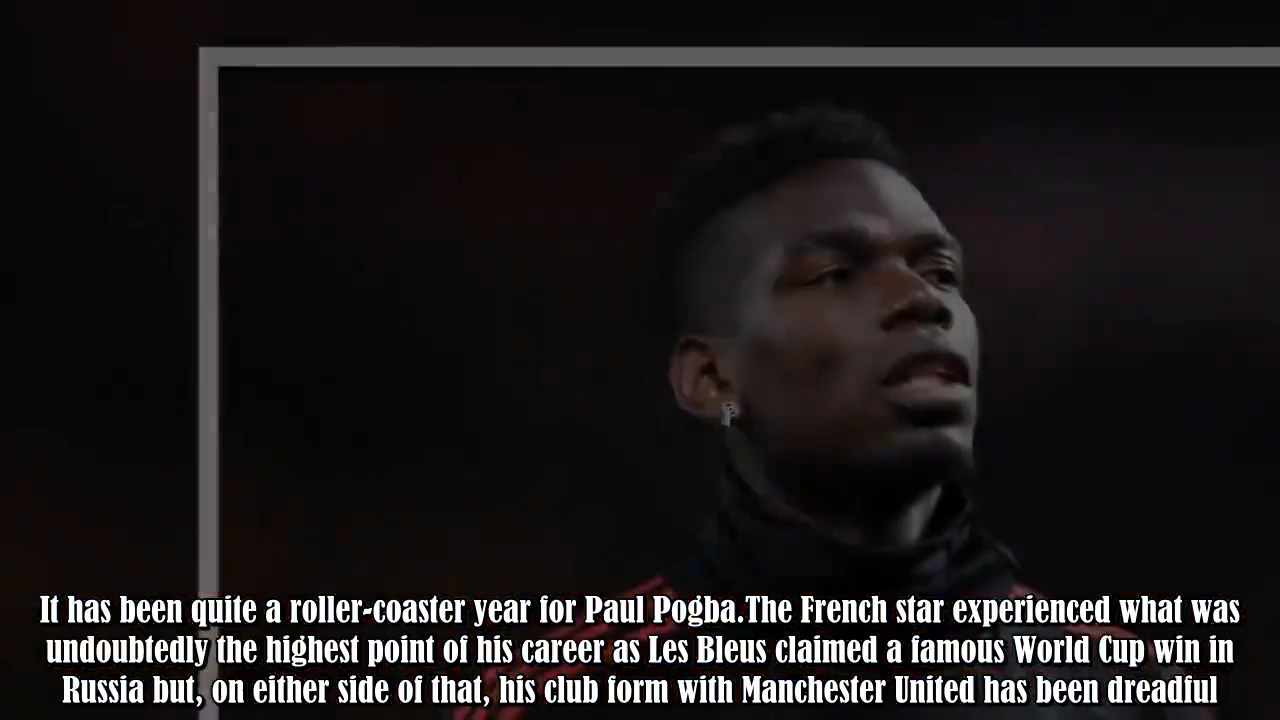 It has been quite a roller-coaster year for Paul Pogba.The French star experienced what was
undoubtedly the highest point of his career as Les Bleus claimed a famous World Cup win in
Russia but, on either side of that, his club form with Manchester United has been dreadful